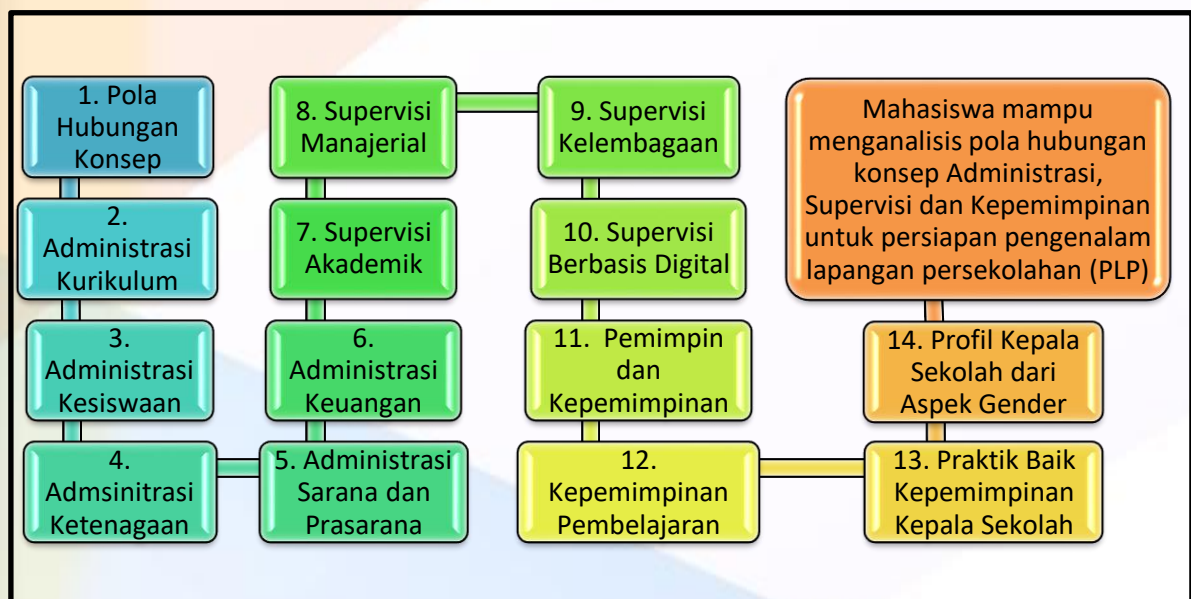 1. Pola
Hubungan
Konsep
2.
Administrasi
Kurikulum
3.
Administrasi
Kesiswaan
4.
Admsinitrasi
Ketenagaan
5. Administrasi
Sarana dan
Prasarana
6.
Administrasi
Keuangan
7. Supervisi
Akademik
8. Supervisi
Manajerial
9. Supervisi
Kelembagaan
10. Supervisi
Berbasis Digital
11. Pemimpin
dan
Kepemimpinan
12.
Kepemimpinan
Pembelajaran
13. Praktik Baik
Kepemimpinan
Kepala Sekolah
14. Profil Kepala
Sekolah dari
Aspek Gender
Mahasiswa mampu
menganalisis pola hubungan
konsep Administrasi,
Supervisi dan Kepemimpinan
untuk persiapan pengenalam
lapangan persekolahan (PLP)